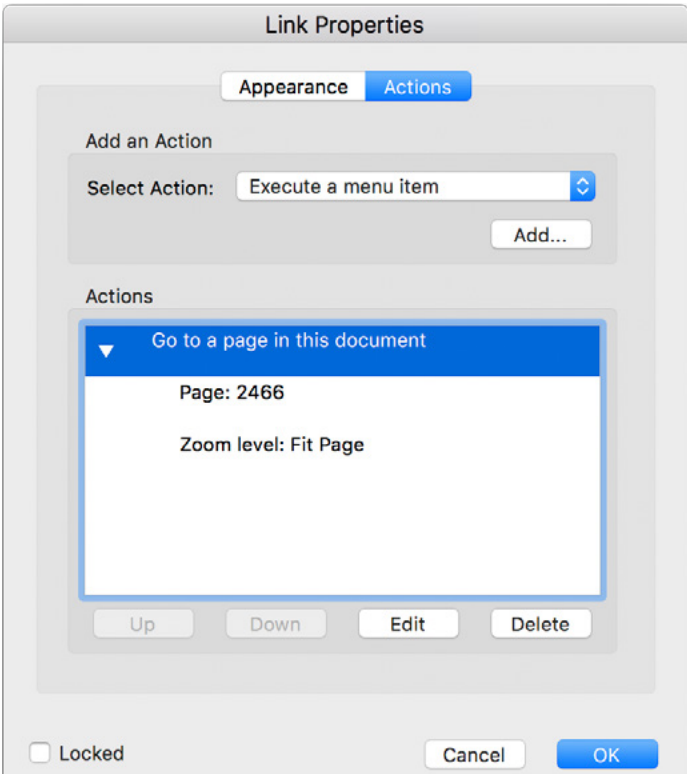 Link Properties
Appearance Actions
Add an Action
Select Action: Execute a menu item
Add...
Actions
Go to a page in this document
Page: 2466
Zoom level: Fit Page
Up Down Edit Delete
Locked Cancel OK